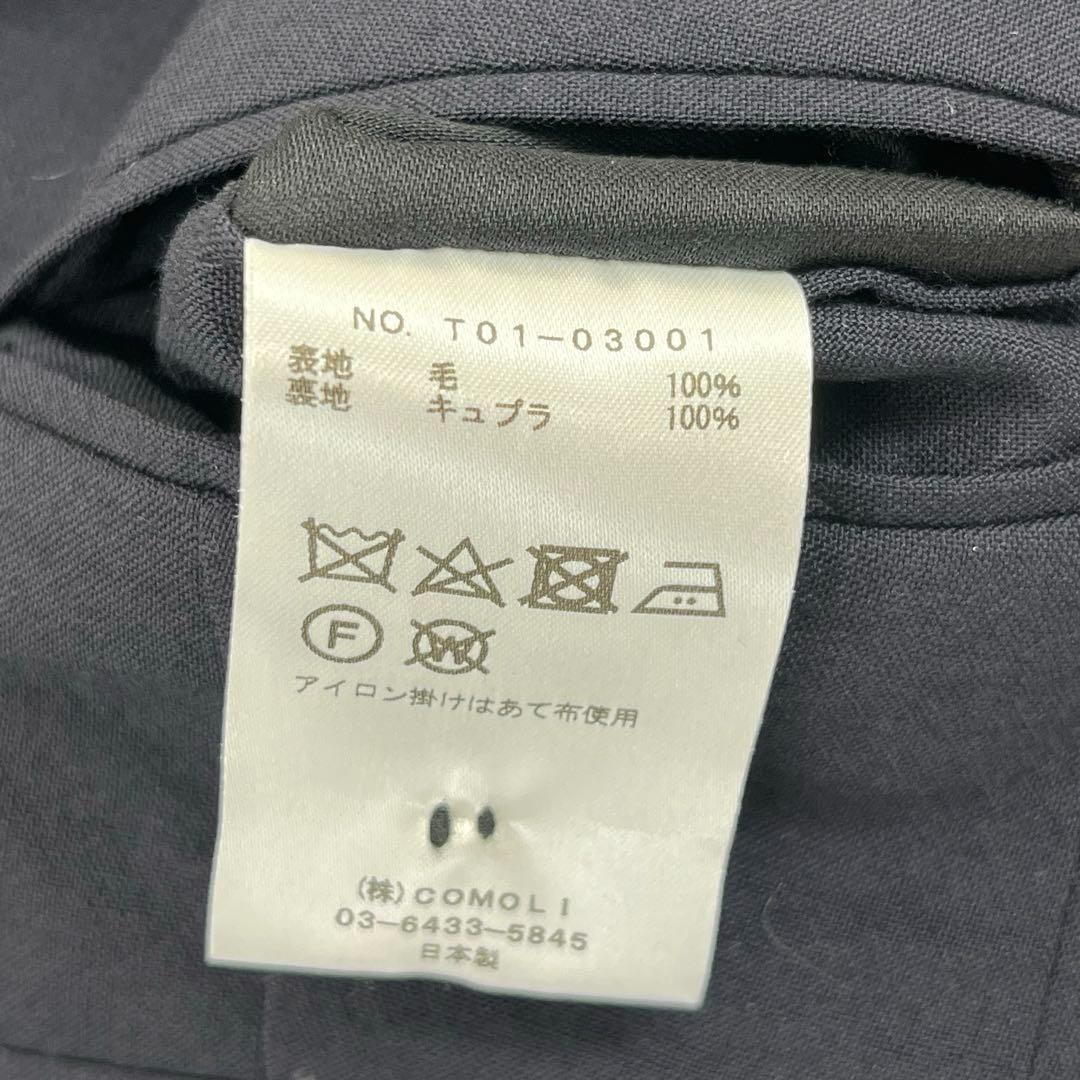 NO. T01-03001
表地 毛 100%
裏地 キュプラ 100%
F W
アイロン掛けはあて布使用
(株)COMOLI
03-6433-5845
日本製